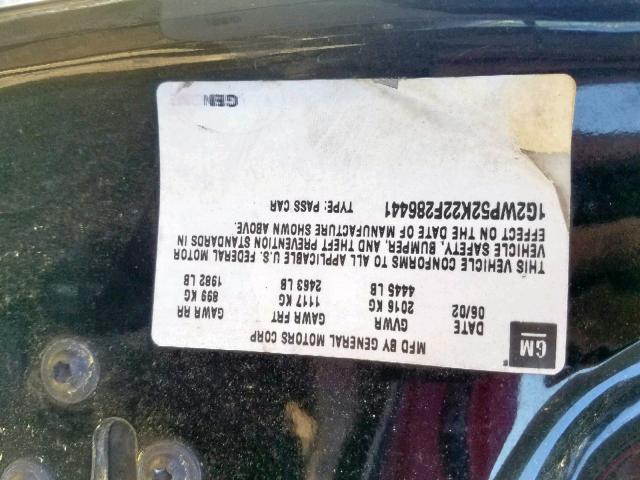 GM
MFD BY GENERAL MOTORS CORP
DATE GVWR GAWR FRT GAWR RR
06/02 2016 KG 1117 KG 899 KG
4445 LB 2463 LB 1982 LB
THIS VEHICLE CONFORMS TO ALL APPLICABLE U.S. FEDERAL MOTOR
VEHICLE SAFETY, BUMPER, AND THEFT PREVENTION STANDARDS IN
EFFECT ON THE DATE OF MANUFACTURE SHOWN ABOVE.
1G2WP52K22F286441 TYPE: PASS CAR